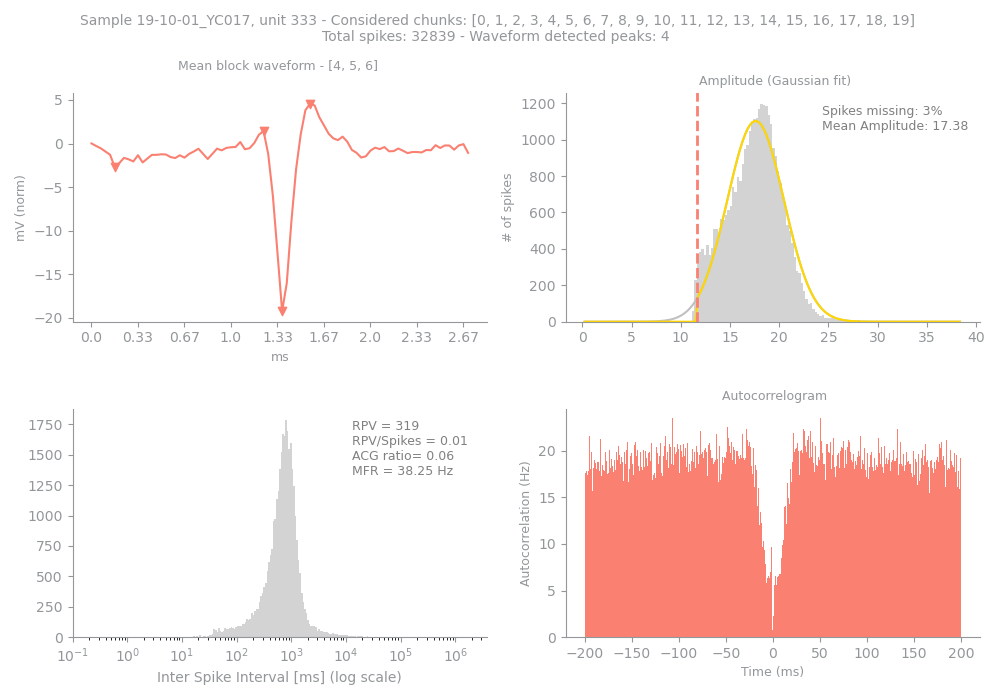 Sample 19-10-01_YC017, unit 333 - Considered chunks: [0, 1, 2, 3, 4, 5, 6, 7, 8, 9, 10, 11, 12, 13, 14, 15, 16, 17, 18, 19]
Total spikes: 32839 - Waveform detected peaks: 4
Mean block waveform - [4, 5, 6]
mV (norm)
5
0
−5
−10
−15
−20
0.0 0.33 0.67 1.0 1.33 1.67 2.0 2.33 2.67
ms
Amplitude (Gaussian fit)
Spikes missing: 3%
Mean Amplitude: 17.38
# of spikes
1200
1000
800
600
400
200
0
0 5 10 15 20 25 30 35 40
RPV = 319
RPV/Spikes = 0.01
ACG ratio= 0.06
MFR = 38.25 Hz
1750
1500
1250
1000
750
500
250
0
10−1 100 101 102 103 104 105 106
Inter Spike Interval [ms] (log scale)
Autocorrelogram
Autocorrelation (Hz)
20
15
10
5
0
−200 −150 −100 −50 0 50 100 150 200
Time (ms)